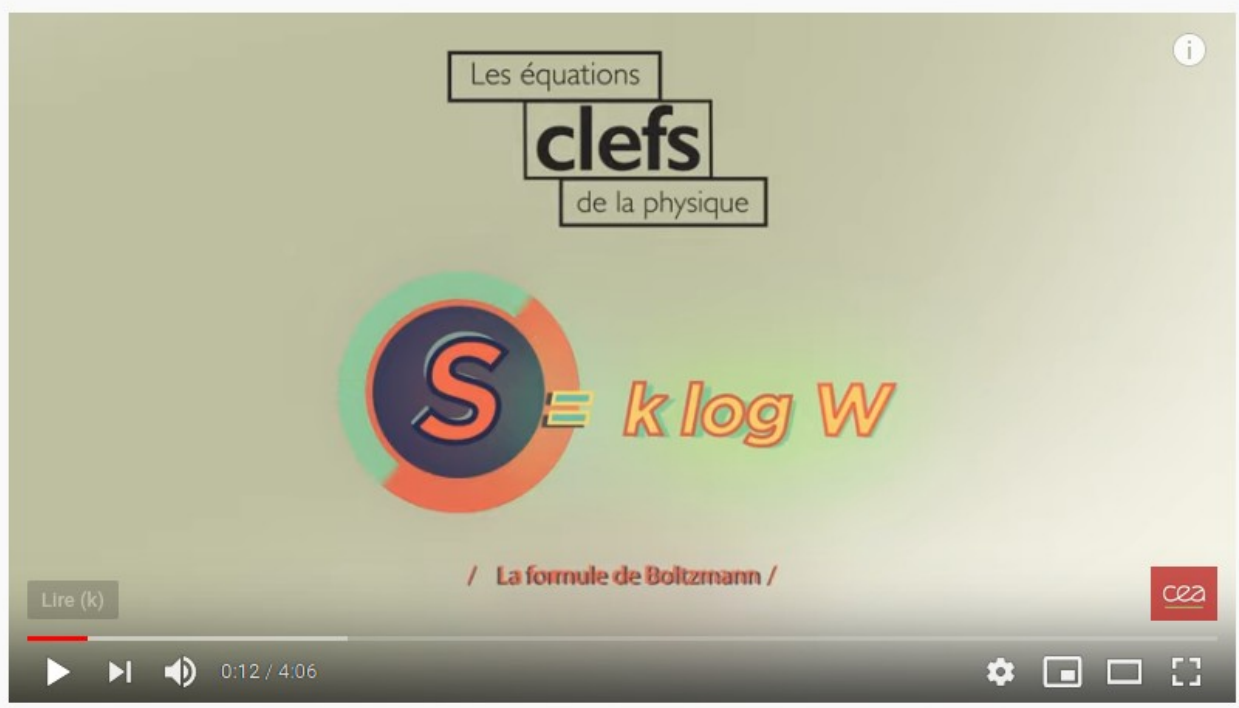 Les équations
clefs
de la physique
S = k log W
/ La formule de Boltzmann /
Lire (k)
cea
0:12 / 4:06